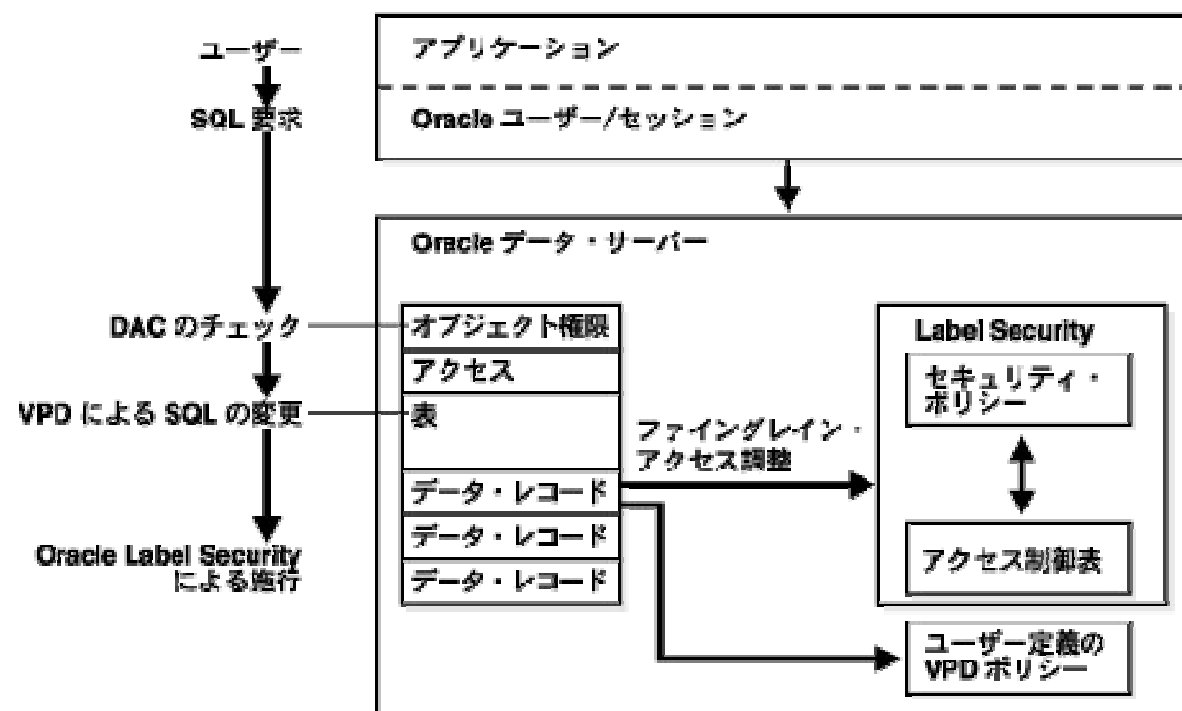 ユーザー
SQL 要求
DAC のチェック
VPD による SQL の変更
Oracle Label Security
による施行
アプリケーション
Oracle ユーザー/セッション
Oracle データ・サーバー
オブジェクト権限
アクセス
表
データ・レコード
データ・レコード
データ・レコード
ファイングレイン・
アクセス調整
Label Security
セキュリティ・
ポリシー
アクセス制御表
ユーザー定義の
VPD ポリシー